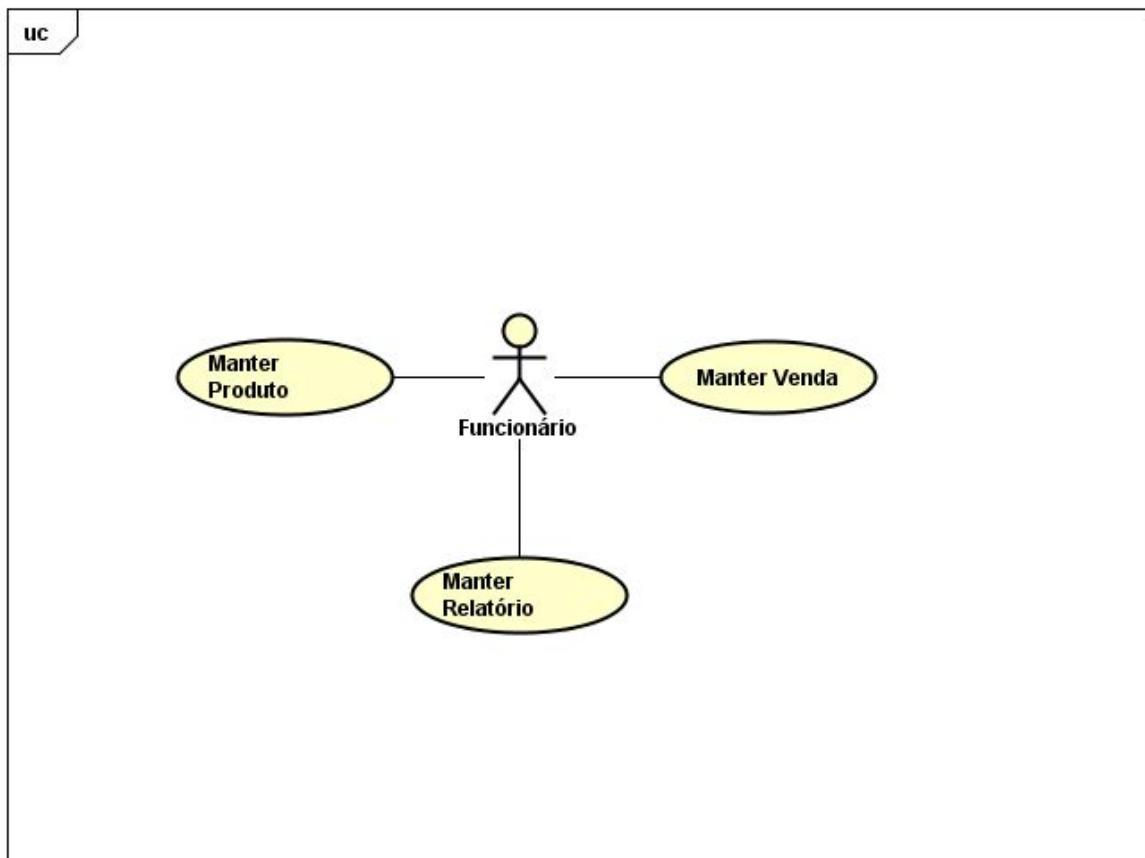 uc
Manter
Produto
Funcionário
Manter Venda
Manter
Relatório